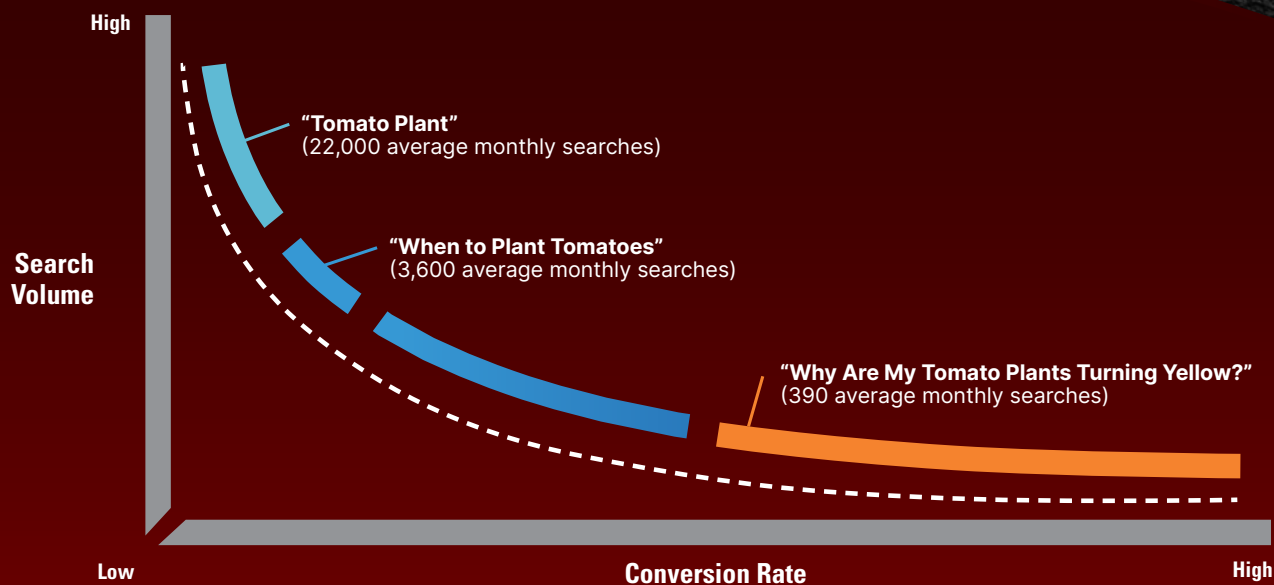 High
“Tomato Plant”
(22,000 average monthly searches)
“When to Plant Tomatoes”
(3,600 average monthly searches)
Search
Volume
“Why Are My Tomato Plants Turning Yellow?”
(390 average monthly searches)
Low
Conversion Rate
High